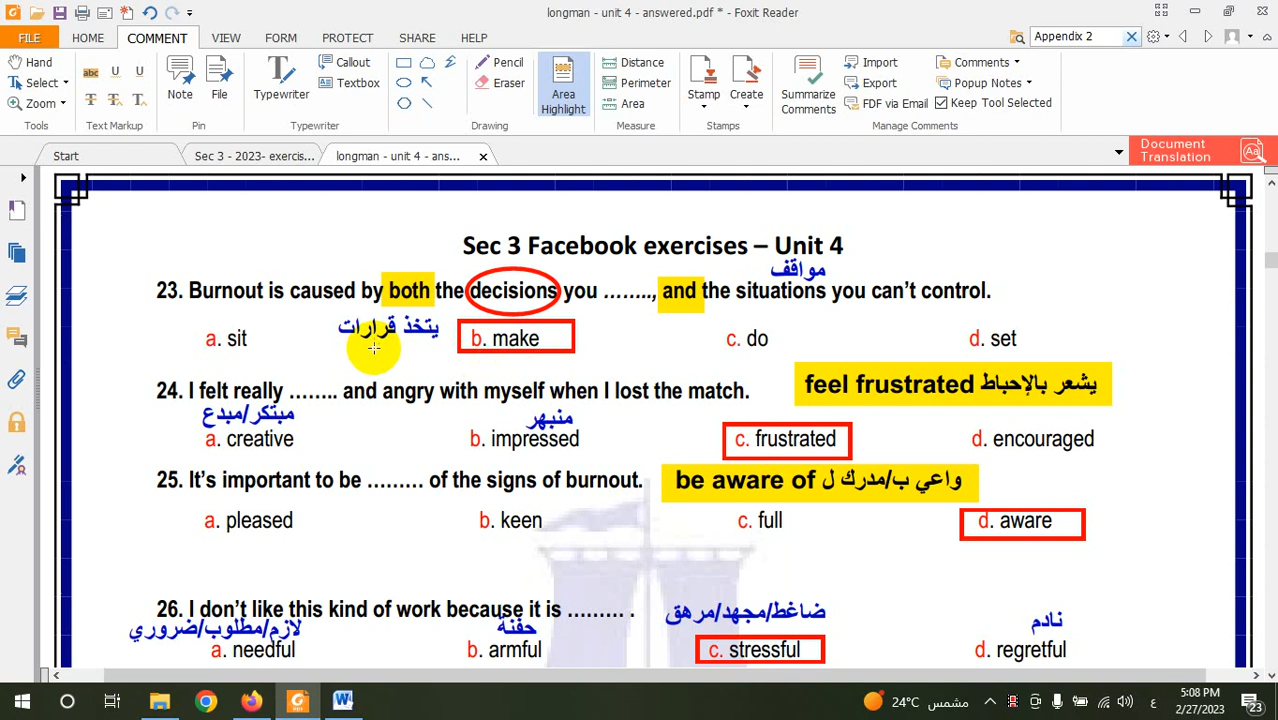 longman - unit 4 - answered.pdf * - Foxit Reader
FILE HOME COMMENT VIEW FORM PROTECT SHARE HELP Appendix 2
Hand Select Zoom
Tools
Text Markup
Note File
Pin
Typewriter Callout Textbox
Typewriter
Pencil Eraser Area Highlight
Drawing
Distance Perimeter Area
Measure
Stamp Create
Stamps
Summarize Comments Import Export FDF via Email Comments Popup Notes Keep Tool Selected
Manage Comments
Start Sec 3 - 2023- exercis... longman - unit 4 - ans... Document Translation
Sec 3 Facebook exercises – Unit 4
مواقف
23. Burnout is caused by both the decisions you …….., and the situations you can’t control.
a. sit يتخذ قرارات b. make c. do d. set
24. I felt really …….. and angry with myself when I lost the match. feel frustrated يشعر بالإحباط
مبتكر/مبدع منبهر
a. creative b. impressed c. frustrated d. encouraged
25. It’s important to be ……… of the signs of burnout. be aware of واعي ب/مدرك ل
a. pleased b. keen c. full d. aware
26. I don’t like this kind of work because it is ……… . ضاغط/مجهد/مرهق
لازم/مطلوب/ضروري حفنة نادم
a. needful b. armful c. stressful d. regretful
24°C مشمس ع 5:08 PM
2/27/2023 23